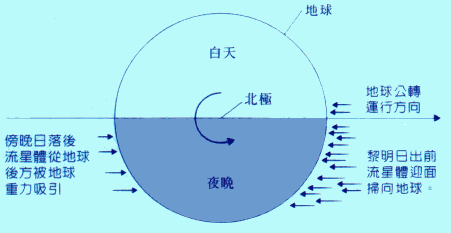 地球
白天
北極
地球公轉
運行方向
傍晚日落後
流星體從地球
後方被地球
重力吸引
夜晚
黎明日出前
流星體迎面
掃向地球。